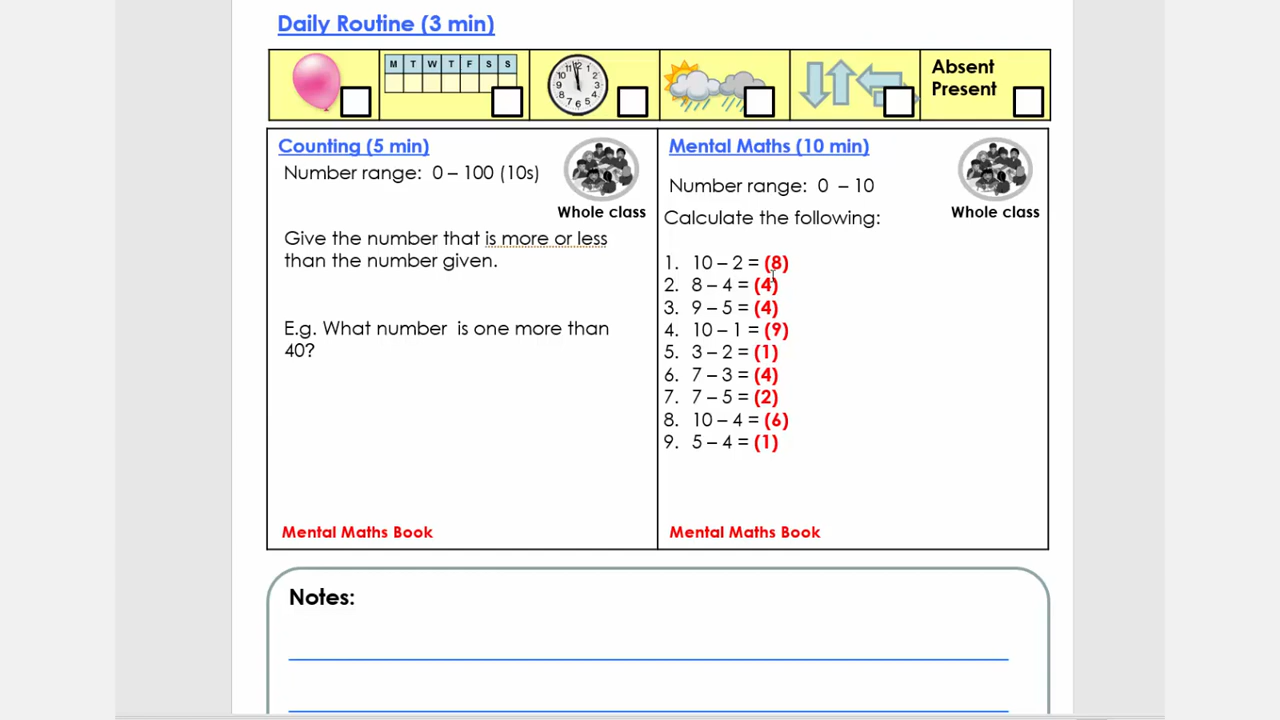 Daily Routine (3 min)
M T W T F S S
Absent
Present
Counting (5 min)
Number range: 0 – 100 (10s)
Whole class
Give the number that is more or less
than the number given.
E.g. What number is one more than
40?
Mental Maths Book
Mental Maths (10 min)
Number range: 0 – 10
Whole class
Calculate the following:
1. 10 – 2 = (8)
2. 8 – 4 = (4)
3. 9 – 5 = (4)
4. 10 – 1 = (9)
5. 3 – 2 = (1)
6. 7 – 3 = (4)
7. 7 – 5 = (2)
8. 10 – 4 = (6)
9. 5 – 4 = (1)
Mental Maths Book
Notes: